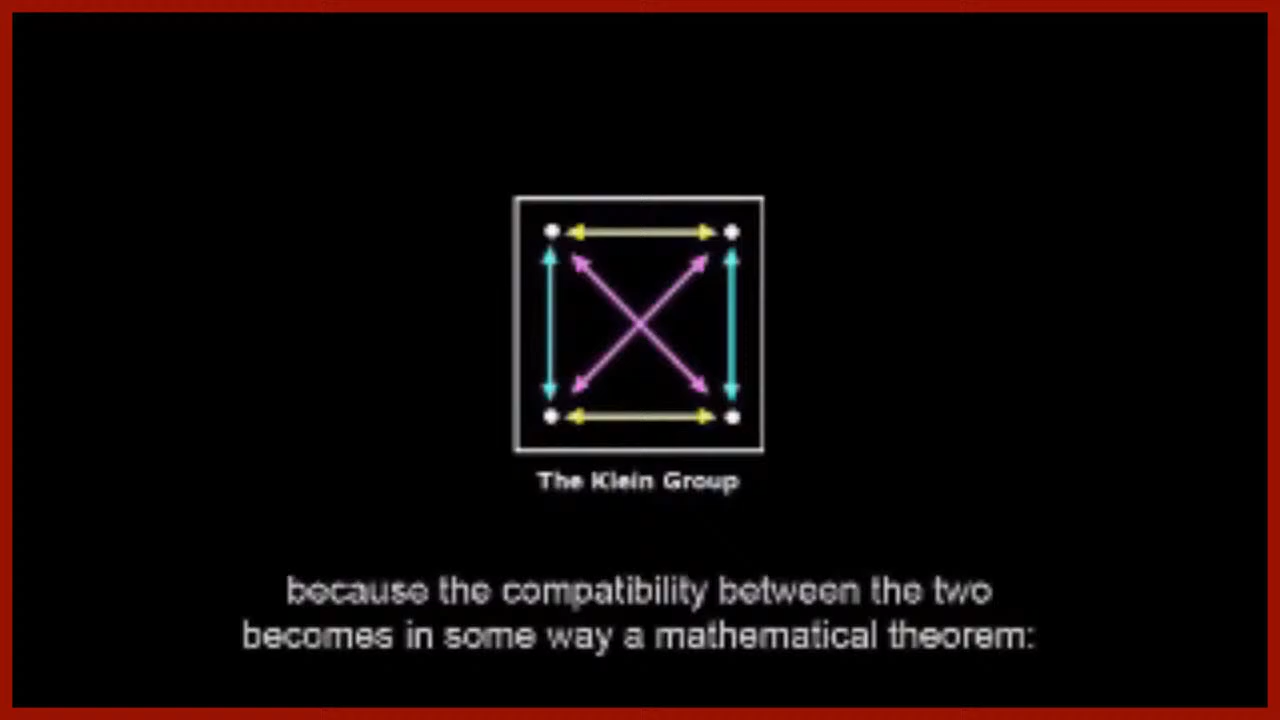 The Klein Group
because the compatibility between the two
becomes in some way a mathematical theorem: